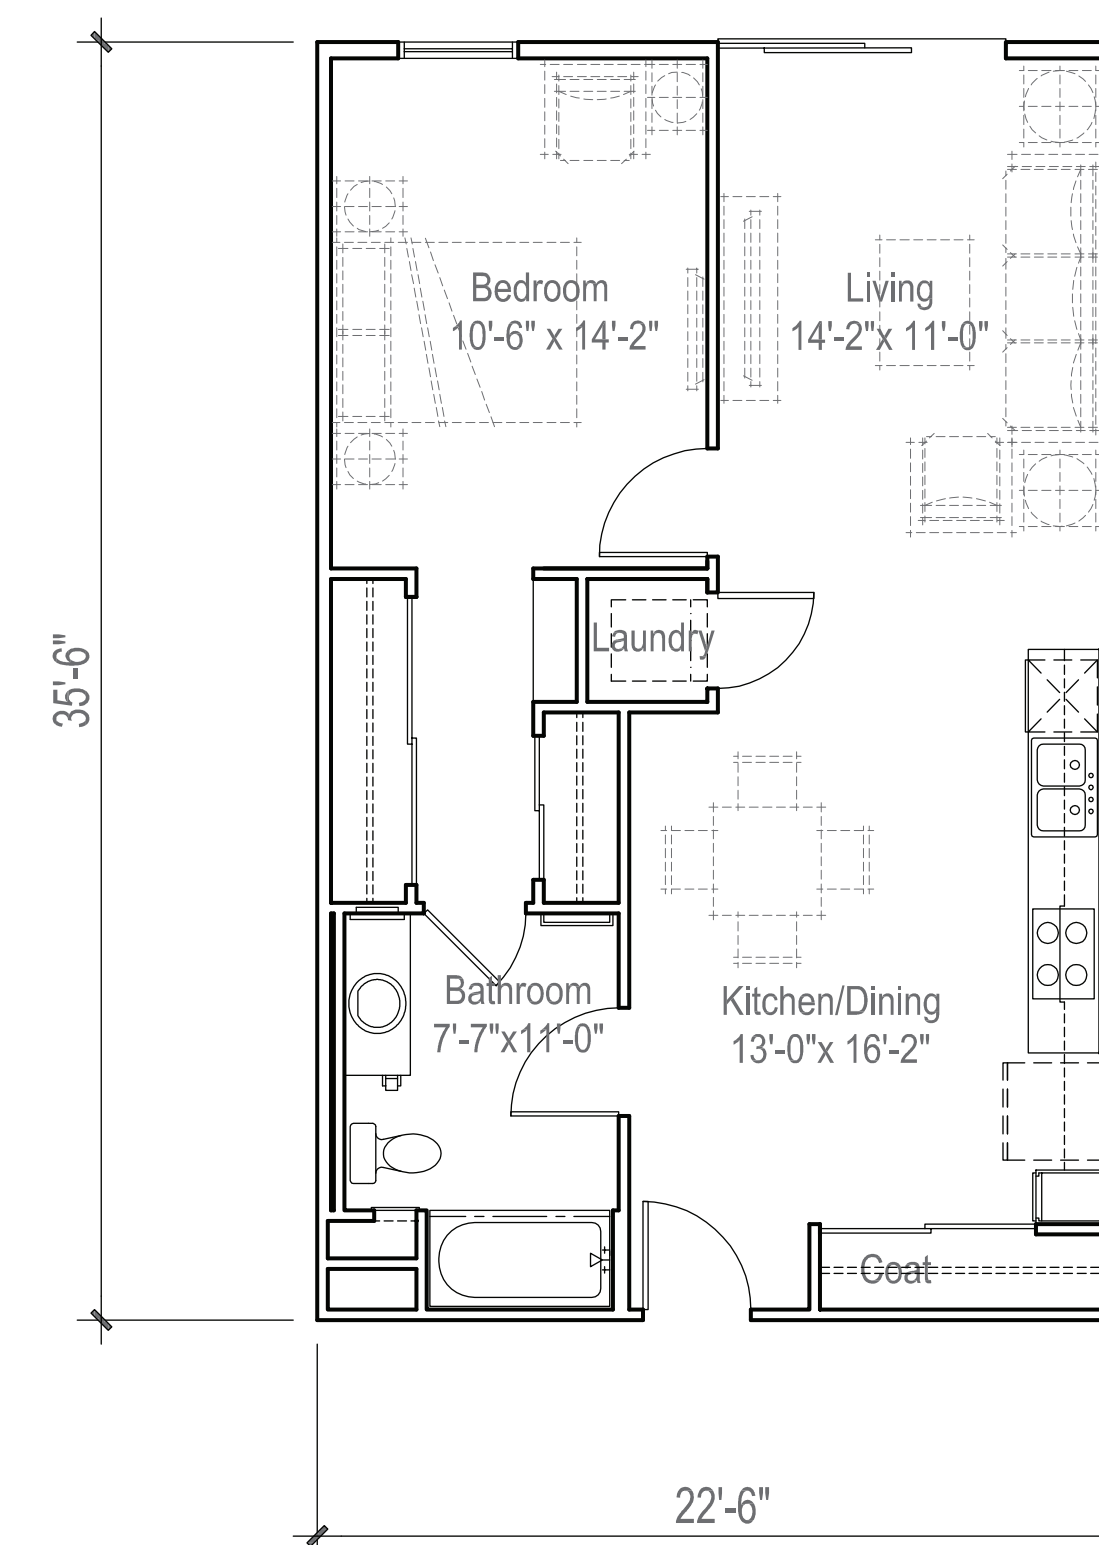 Bedroom
10'-6" x 14'-2"
Living
14'-2"x 11'-0"
35'-6"
Laundry
Bathroom
7'-7"x11'-0"
Kitchen/Dining
13'-0"x 16'-2"
Coat
22'-6"